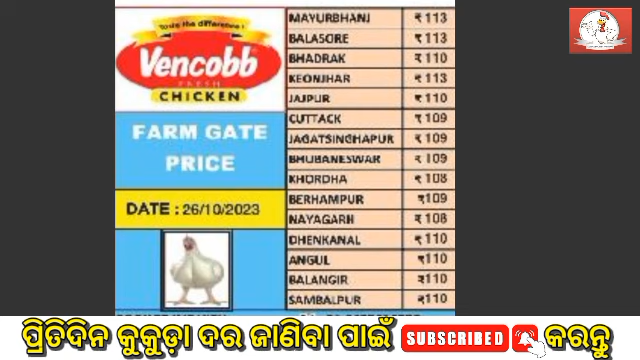 taste the difference!
Vencobb
FRESH
CHICKEN
FARM GATE
PRICE
DATE : 26/10/2023
MAYURBHANJ ₹ 113
BALASORE ₹ 113
BHADRAK ₹ 110
KEONJHAR ₹ 113
JAJPUR ₹ 110
CUTTACK ₹ 109
JAGATSINGHAPUR ₹ 109
BHUBANESWAR ₹ 109
KHORDHA ₹ 108
BERHAMPUR ₹109
NAYAGARH ₹ 108
DHENKANAL ₹ 110
ANGUL ₹110
BALANGIR ₹110
SAMBALPUR ₹110
ପ୍ରିତିଦିନ କୁକୁଡ଼ା ଦର ଜାଣିବା ପାଇଁ SUBSCRIBED କରନ୍ତୁ